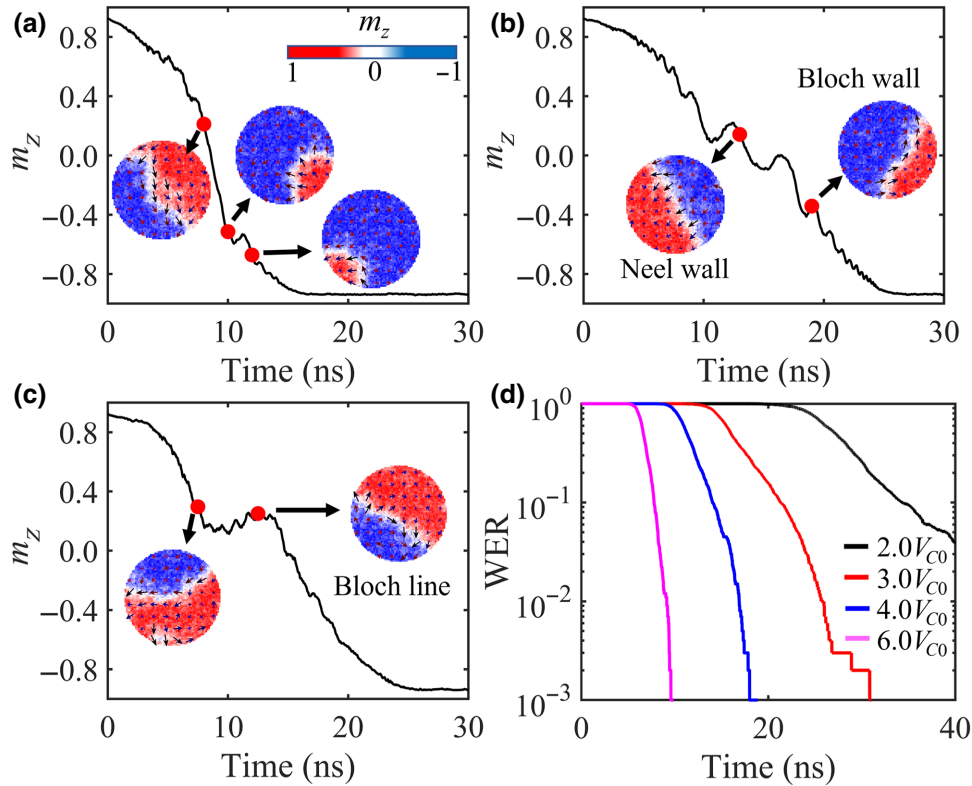 (a)
m_z
1 0 −1
0.8
0.4
0.0
−0.4
−0.8
m_z
0 10 20 30
Time (ns)
(b)
Bloch wall
Neel wall
0.8
0.4
0.0
−0.4
−0.8
m_z
0 10 20 30
Time (ns)
(c)
Bloch line
0.8
0.4
0.0
−0.4
−0.8
m_z
0 10 20 30
Time (ns)
(d)
10^0
10^-1
10^-2
10^-3
WER
2.0V_C0
3.0V_C0
4.0V_C0
6.0V_C0
0 20 40
Time (ns)